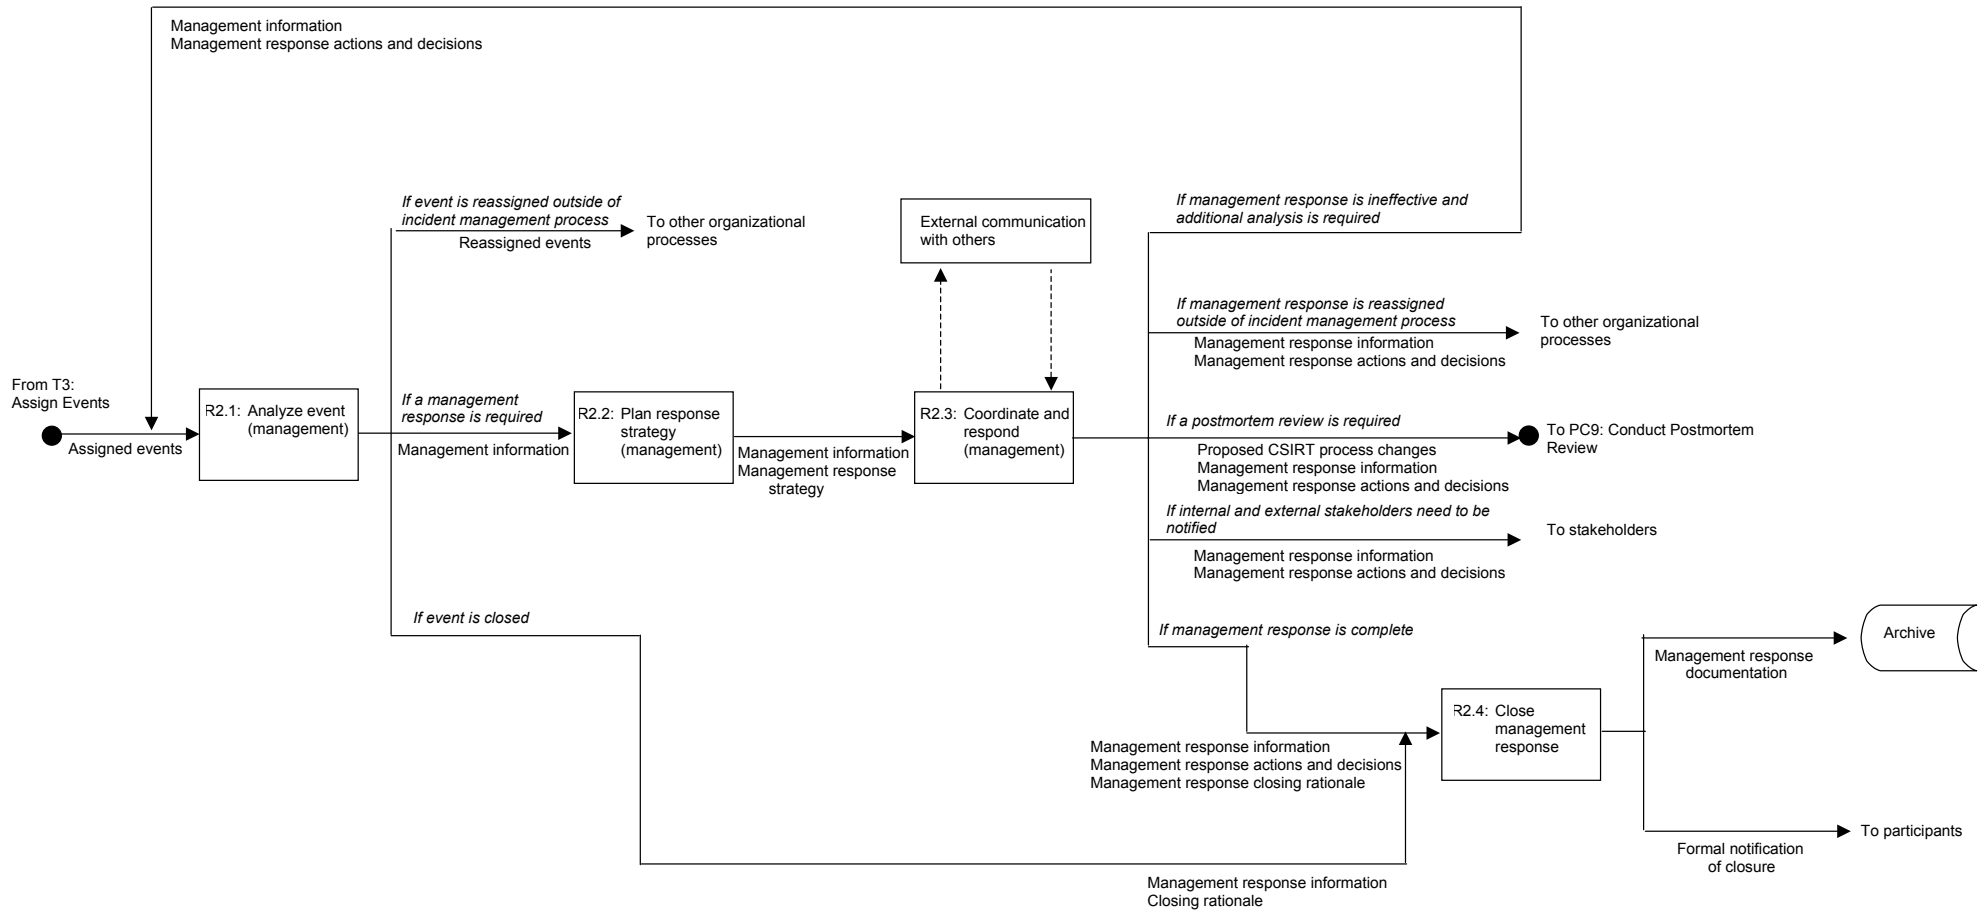 Management information
Management response actions and decisions
If event is reassigned outside of
incident management process
Reassigned events
To other organizational
processes
External communication
with others
If management response is ineffective and
additional analysis is required
If management response is reassigned
outside of incident management process
Management response information
Management response actions and decisions
To other organizational
processes
From T3:
Assign Events
Assigned events
R2.1: Analyze event
(management)
If a management
response is required
Management information
R2.2: Plan response
strategy
(management)
Management information
Management response
strategy
R2.3: Coordinate and
respond
(management)
If a postmortem review is required
Proposed CSIRT process changes
Management response information
Management response actions and decisions
To PC9: Conduct Postmortem
Review
If internal and external stakeholders need to be
notified
Management response information
Management response actions and decisions
To stakeholders
If event is closed
If management response is complete
Management response information
Management response actions and decisions
Management response closing rationale
R2.4: Close
management
response
Management response
documentation
Archive
Formal notification
of closure
To participants
Management response information
Closing rationale